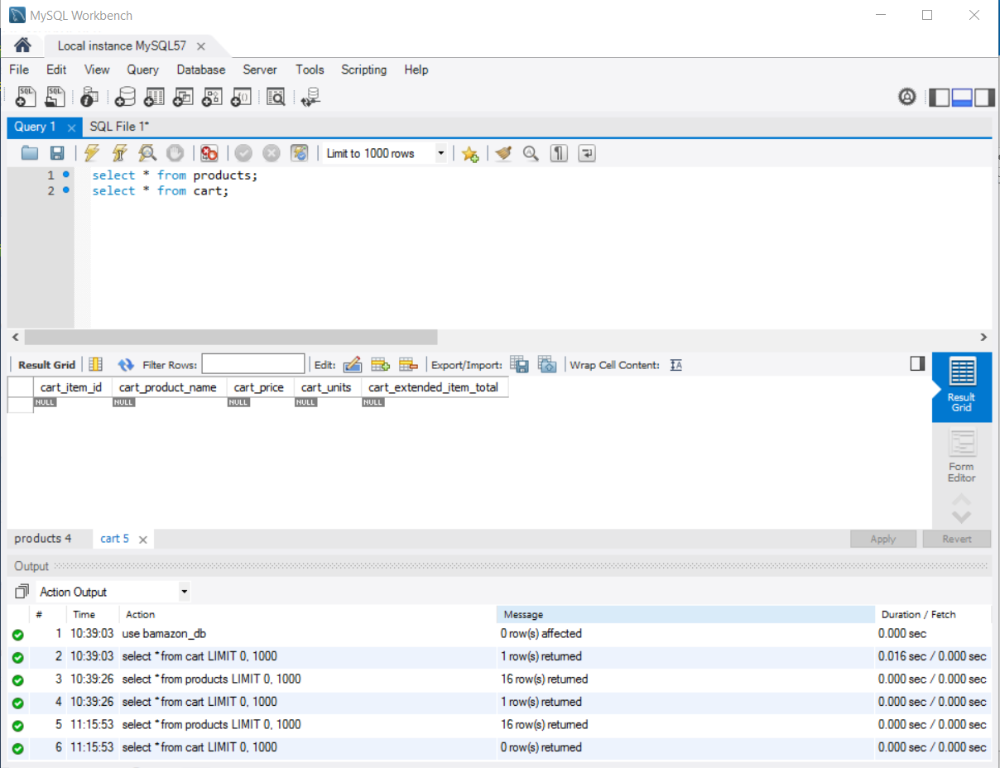 MySQL Workbench
Local instance MySQL57
File Edit View Query Database Server Tools Scripting Help
SQL SQL
Query 1 SQL File 1*
Limit to 1000 rows
1 select * from products;
2 select * from cart;
Result Grid Filter Rows: Edit: Export/Import: Wrap Cell Content: IA
cart_item_id cart_product_name cart_price cart_units cart_extended_item_total
NULL NULL NULL NULL NULL
Result
Grid
Form
Editor
products 4 cart 5 Apply Revert
Output
Action Output
# Time Action Message Duration / Fetch
1 10:39:03 use bamazon_db 0 row(s) affected 0.000 sec
2 10:39:03 select * from cart LIMIT 0, 1000 1 row(s) returned 0.016 sec / 0.000 sec
3 10:39:26 select * from products LIMIT 0, 1000 16 row(s) returned 0.000 sec / 0.000 sec
4 10:39:26 select * from cart LIMIT 0, 1000 1 row(s) returned 0.000 sec / 0.000 sec
5 11:15:53 select * from products LIMIT 0, 1000 16 row(s) returned 0.000 sec / 0.000 sec
6 11:15:53 select * from cart LIMIT 0, 1000 0 row(s) returned 0.000 sec / 0.000 sec